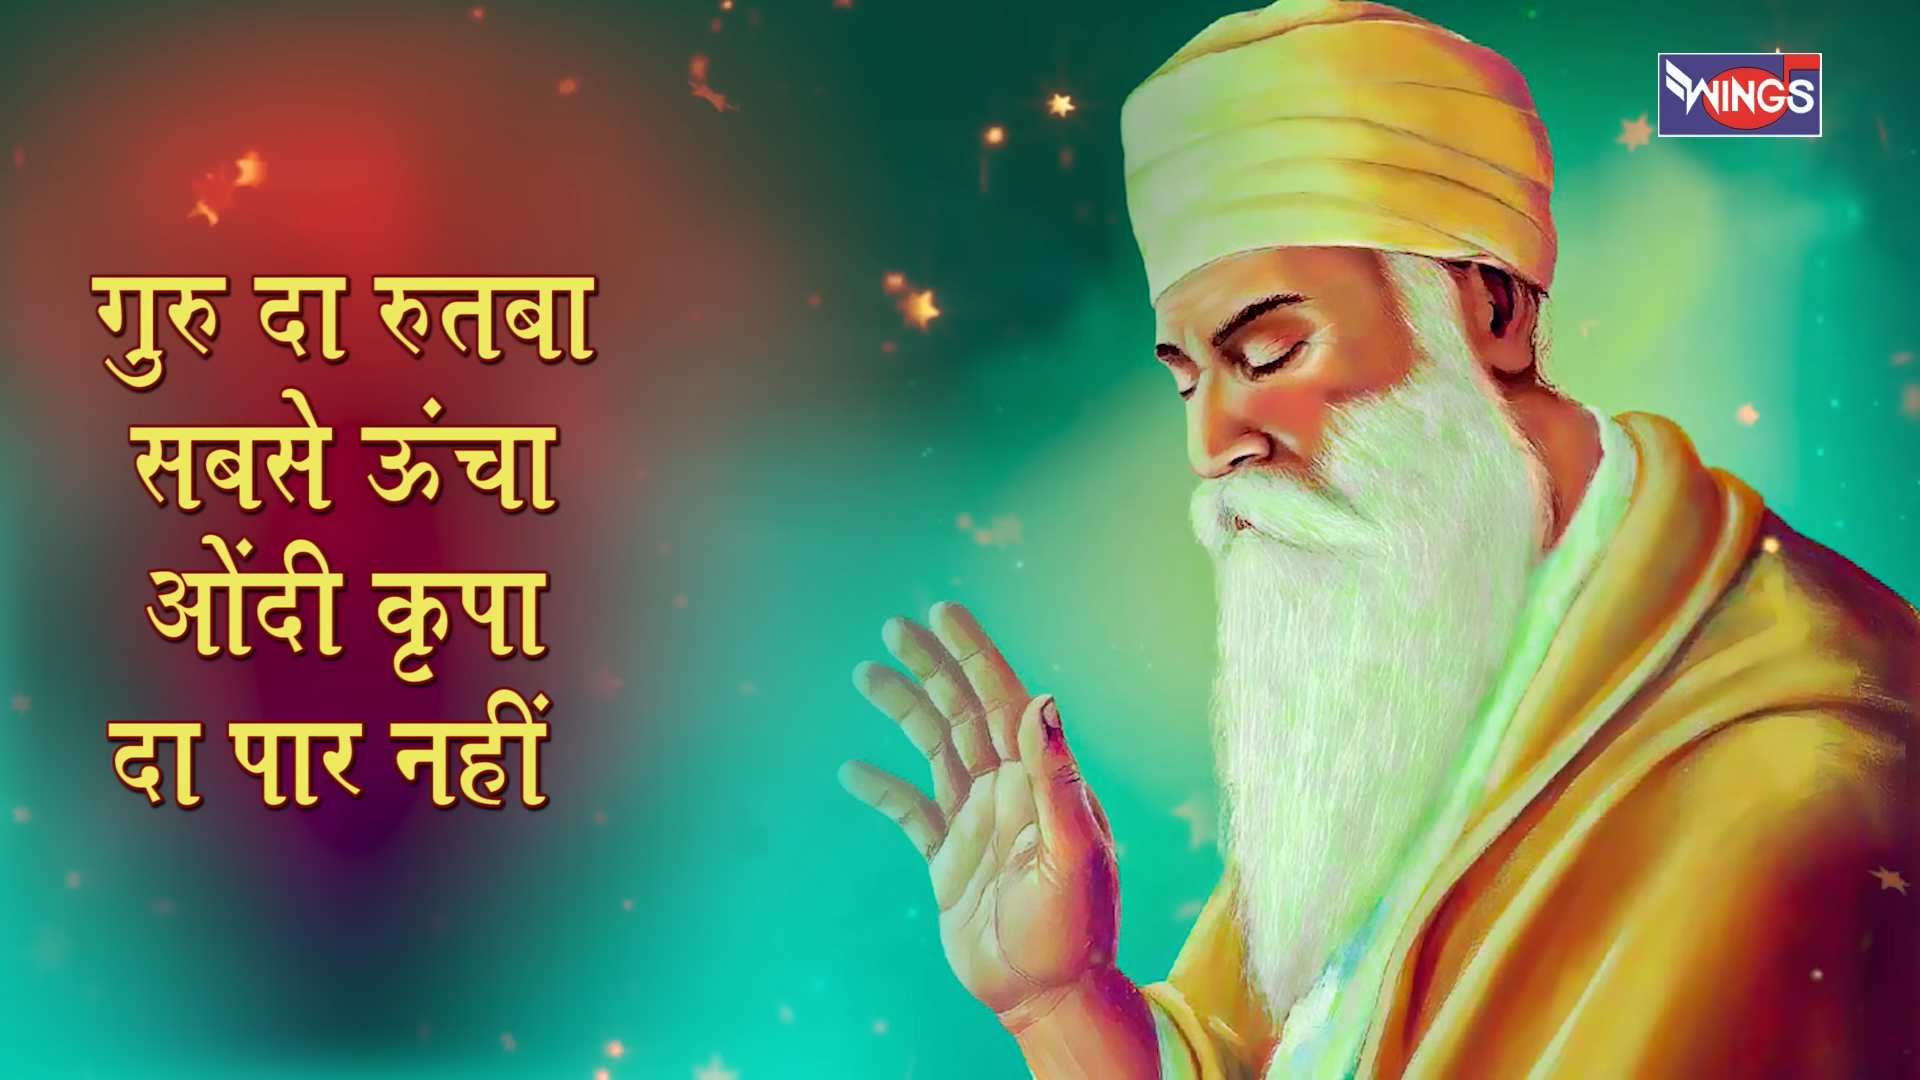 WINGS
गुरु दा रुतबा
सबसे ऊंचा
ओंदी कृपा
दा पार नहीं